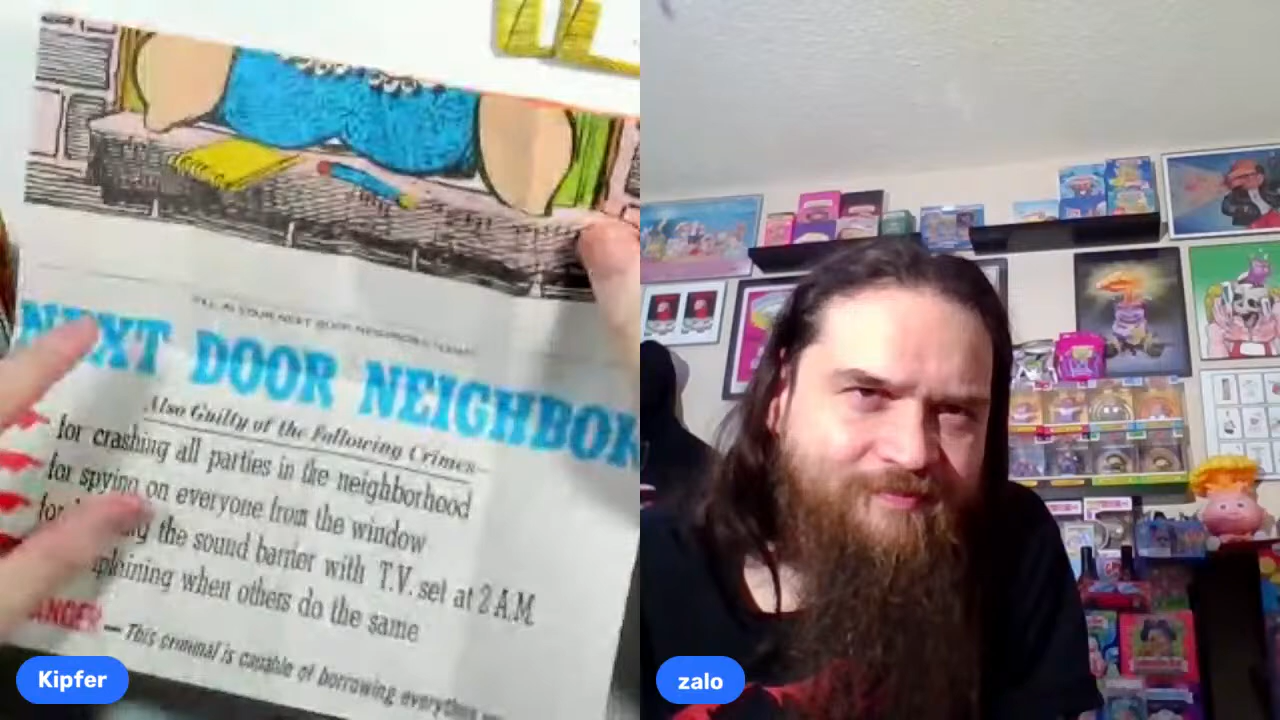 NEXT DOOR NEIGHBOR
Also Guilty of the Following Crimes
for crashing all parties in the neighborhood
for spying on everyone from the window
the sound barrier with T.V. set at 2 A.M.
when others do the same
— This criminal is capable of borrowing everything
Kipfer
zalo